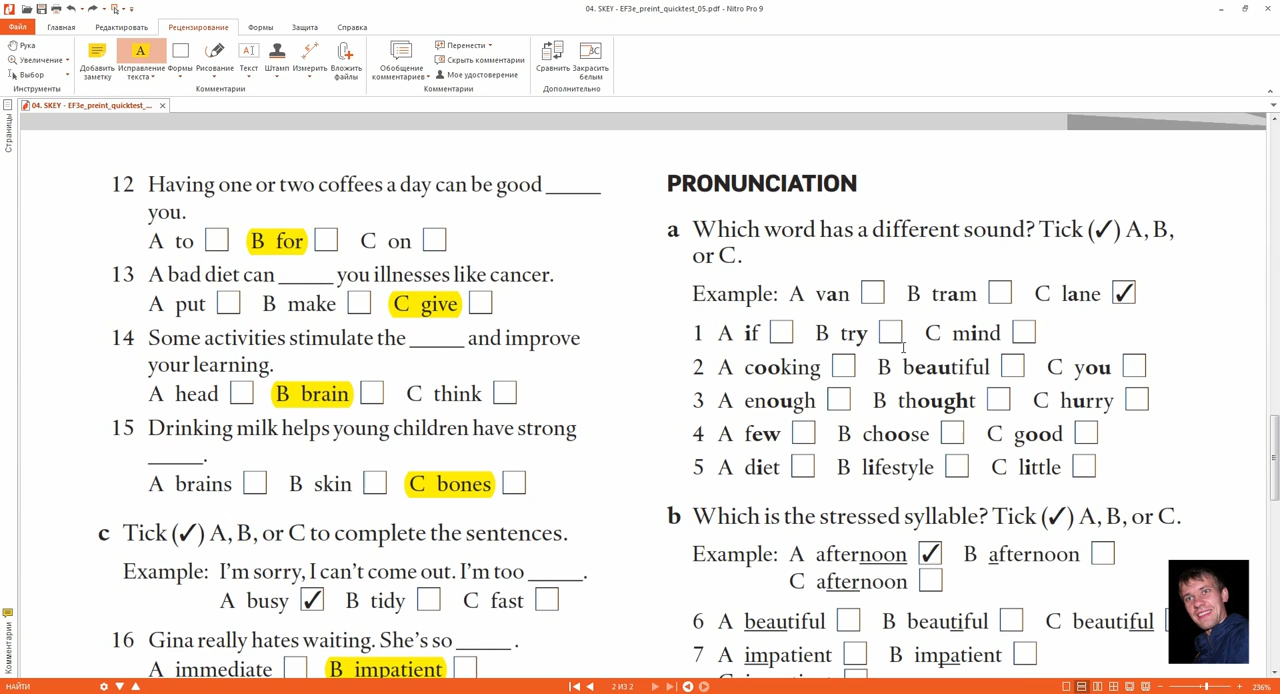 04. SKEY - EF3e_preint_quicktest_05.pdf - Nitro Pro 9
Файл Главная Редактировать Рецензирование Формы Защита Справка
Рука
Увеличение
Выбор
Инструменты
Добавить заметку
Исправление текста
Формы
Рисование
Текст
Штамп
Измерить
Вложить файлы
Комментарии
Обобщение комментариев
Перенести
Скрыть комментарии
Мое удостоверение
Комментарии
Сравнить
Закрасить белым
Дополнительно
04. SKEY - EF3e_preint_quicktest_...
Страницы
12 Having one or two coffees a day can be good _____
you.
A to B for C on
13 A bad diet can _____ you illnesses like cancer.
A put B make C give
14 Some activities stimulate the _____ and improve
your learning.
A head B brain C think
15 Drinking milk helps young children have strong
_____.
A brains B skin C bones
c Tick (✓) A, B, or C to complete the sentences.
Example: I'm sorry, I can't come out. I'm too _____.
A busy ✓ B tidy C fast
16 Gina really hates waiting. She's so _____.
A immediate B impatient
PRONUNCIATION
a Which word has a different sound? Tick (✓) A, B,
or C.
Example: A van B tram C lane ✓
1 A if B try C mind
2 A cooking B beautiful C you
3 A enough B thought C hurry
4 A few B choose C good
5 A diet B lifestyle C little
b Which is the stressed syllable? Tick (✓) A, B, or C.
Example: A afternoon ✓ B afternoon
C afternoon
6 A beautiful B beautiful C beautiful
7 A impatient B impatient
Комментарии
НАЙТИ
2 ИЗ 2
236%